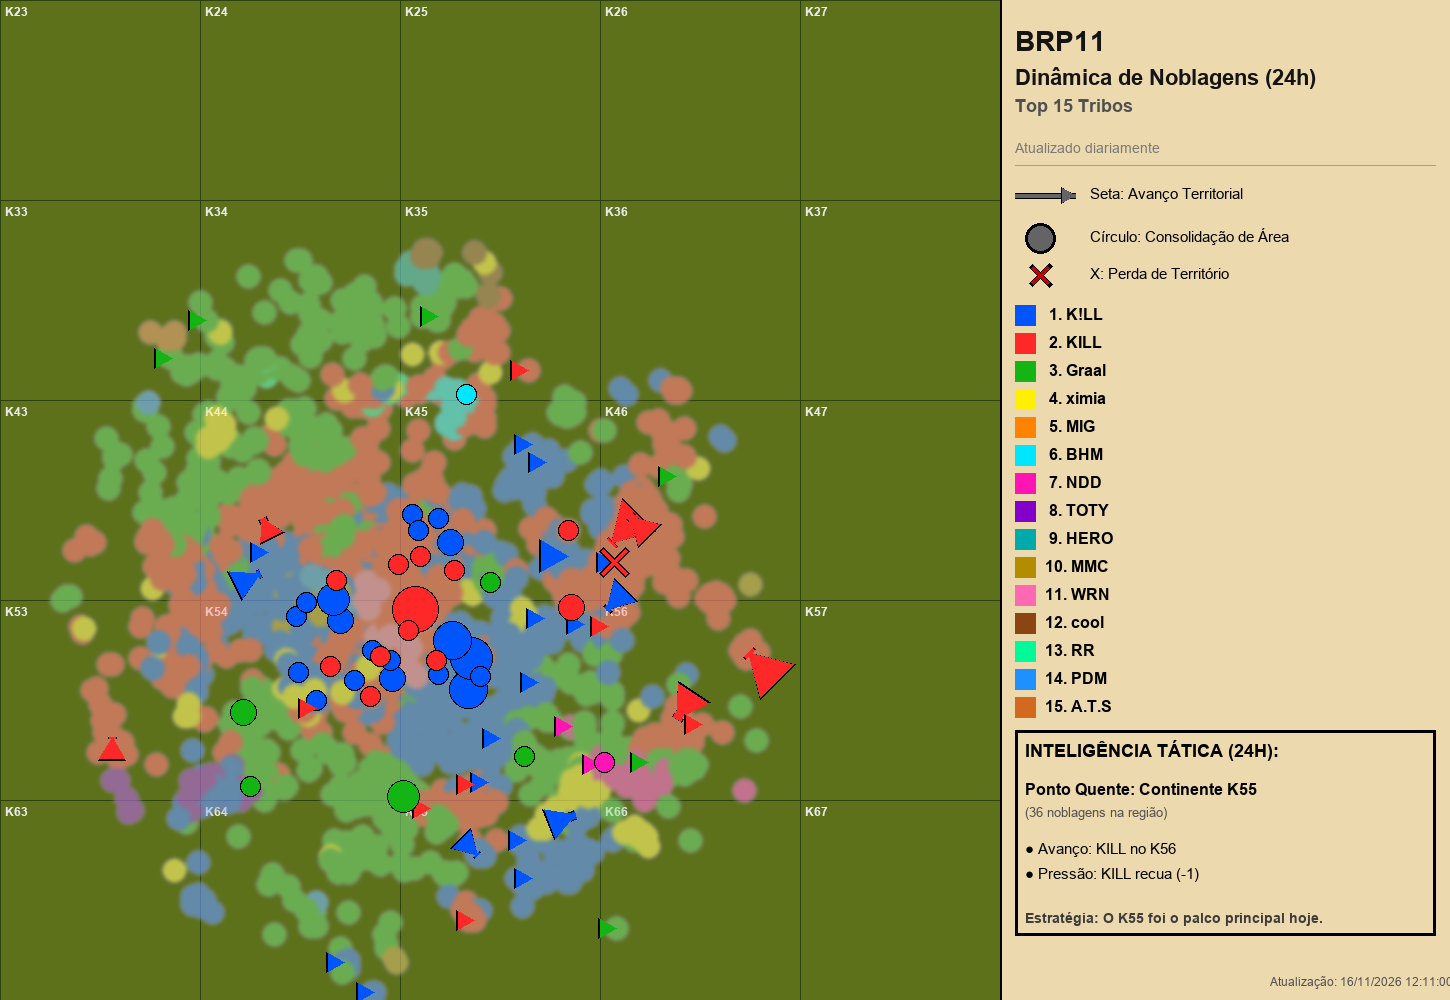 K23
K24
K25
K26
K27
K33
K34
K35
K36
K37
K43
K44
K45
K46
K47
K53
K54
K56
K57
K63
K64
K66
K67
BRP11
Dinâmica de Noblagens (24h)
Top 15 Tribos
Atualizado diariamente
Seta: Avanço Territorial
Círculo: Consolidação de Área
X: Perda de Território
1. K!LL
2. KILL
3. Graal
4. ximia
5. MIG
6. BHM
7. NDD
8. TOTY
9. HERO
10. MMC
11. WRN
12. cool
13. RR
14. PDM
15. A.T.S
INTELIGÊNCIA TÁTICA (24H):
Ponto Quente: Continente K55
(36 noblagens na região)
● Avanço: KILL no K56
● Pressão: KILL recua (-1)
Estratégia: O K55 foi o palco principal hoje.
Atualização: 16/11/2026 12:11:00